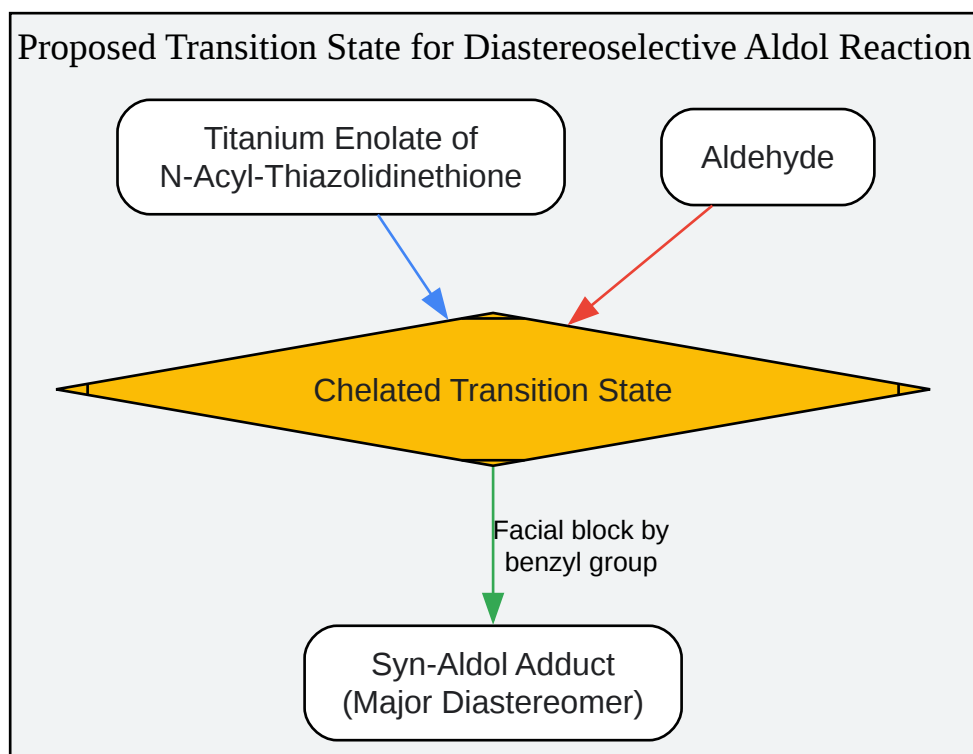 Proposed Transition State for Diastereoselective Aldol Reaction
Titanium Enolate of
N-Acyl-Thiazolidinethione
Aldehyde
Chelated Transition State
Facial block by
benzyl group
Syn-Aldol Adduct
(Major Diastereomer)